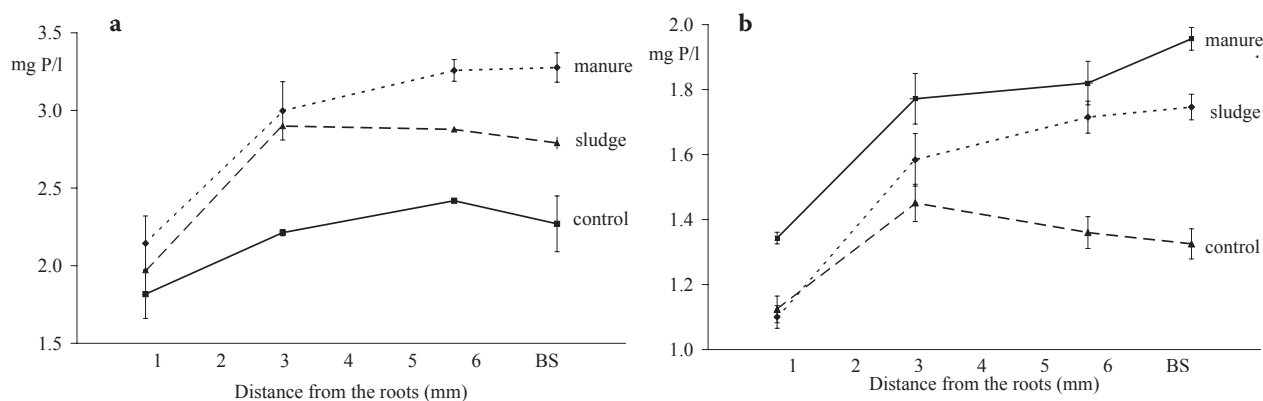 a
mg P/l
3.5
3.0
2.5
2.0
1.5
manure
sludge
control
1 2 3 4 5 6 BS
Distance from the roots (mm)
b
mg P/l
2.0
1.8
1.6
1.4
1.2
1.0
manure
sludge
control
1 2 3 4 5 6 BS
Distance from the roots (mm)